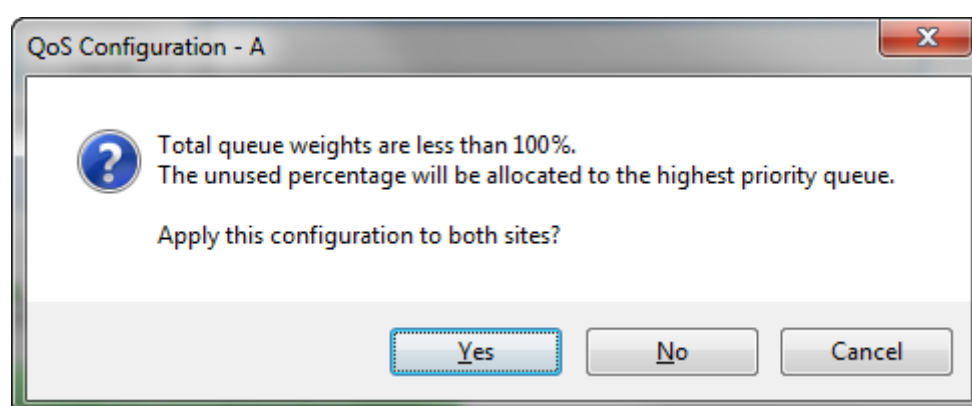 QoS Configuration - A
Total queue weights are less than 100%.
The unused percentage will be allocated to the highest priority queue.
Apply this configuration to both sites?
Yes
No
Cancel